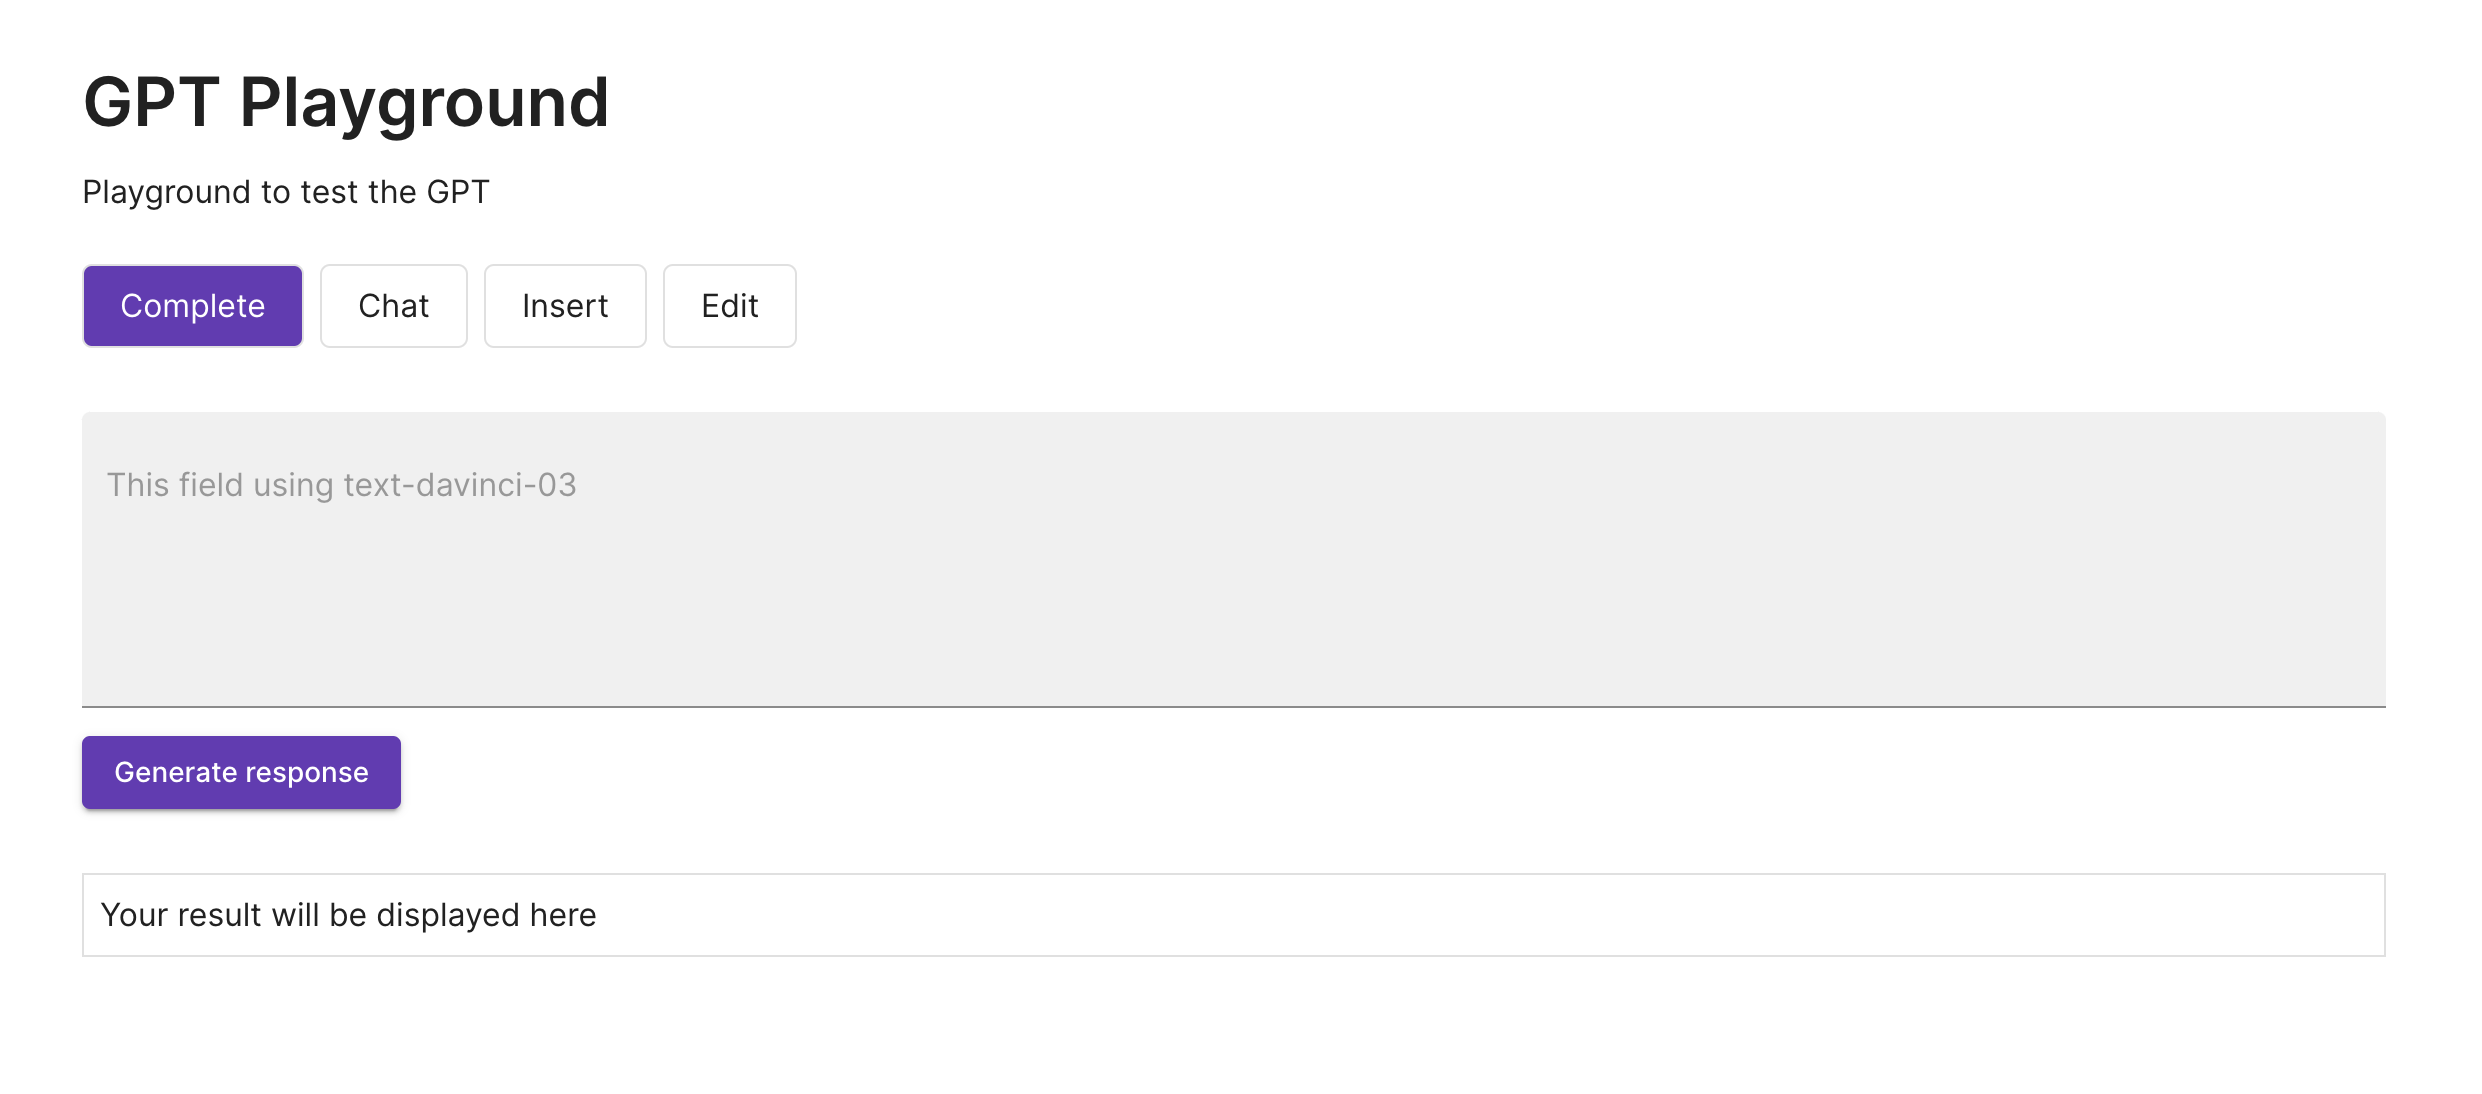 GPT Playground
Playground to test the GPT
Complete Chat Insert Edit
This field using text-davinci-03
Generate response
Your result will be displayed here